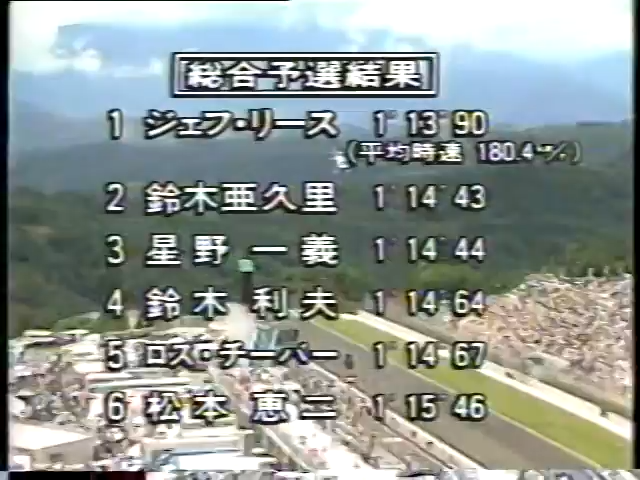 総合予選結果
1 ジェフ・リース 1' 13" 90
(平均時速 180.4㎞/h)
2 鈴木亜久里 1' 14" 43
3 星野一義 1' 14" 44
4 鈴木利夫 1' 14" 64
5 ロス・チーバー 1' 14" 67
6 松本恵二 1' 15" 46